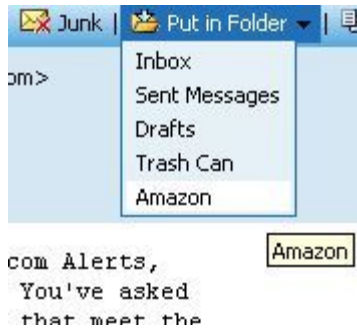 Junk | Put in Folder |
om>
Inbox
Sent Messages
Drafts
Trash Can
Amazon
Amazon
com Alerts,
You've asked
that meet the